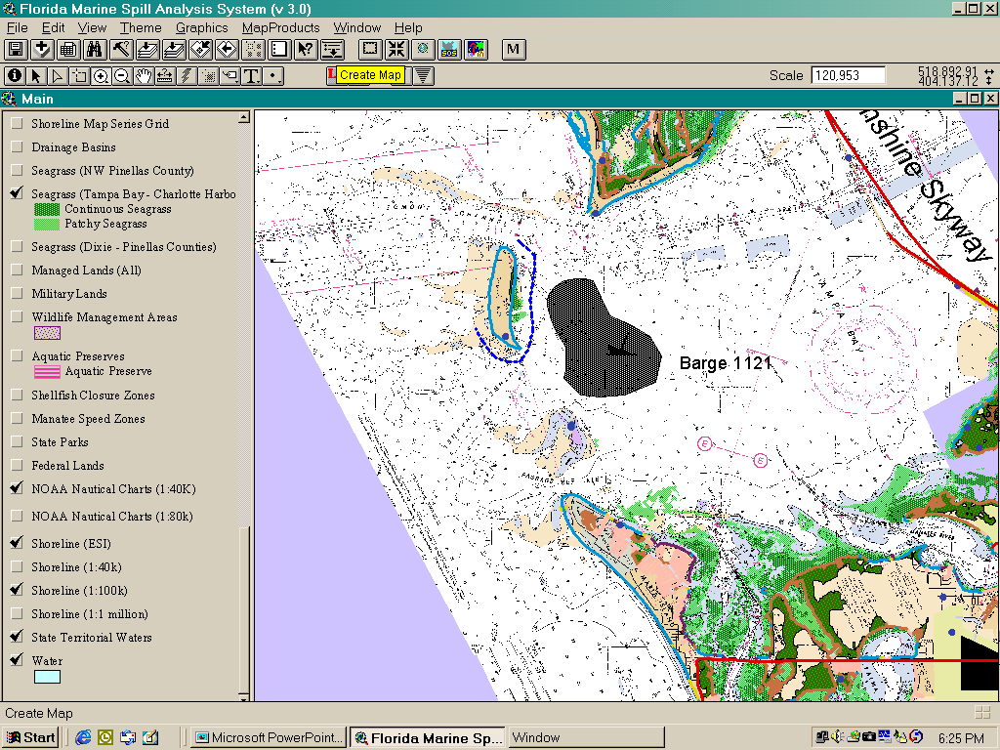 Florida Marine Spill Analysis System (v 3.0)
File Edit View Theme Graphics MapProducts Window Help
SOS
M
T
L
Create Map
Scale 120,953
518,892.91
404,137.12
Main
Shoreline Map Series Grid
Drainage Basins
Seagrass (NW Pinellas County)
Seagrass (Tampa Bay - Charlotte Harbo
Continuous Seagrass
Patchy Seagrass
Seagrass (Dixie - Pinellas Counties)
Managed Lands (All)
Military Lands
Wildlife Management Areas
Aquatic Preserves
Aquatic Preserve
Shellfish Closure Zones
Manatee Speed Zones
State Parks
Federal Lands
NOAA Nautical Charts (1:40K)
NOAA Nautical Charts (1:80k)
Shoreline (ESI)
Shoreline (1:40k)
Shoreline (1:100k)
Shoreline (1:1 million)
State Territorial Waters
Water
nshine Skyway
TAMPA BAY
Barge 1121
E
E
Create Map
Start
Microsoft PowerPoint...
Florida Marine Sp...
Window
6:25 PM